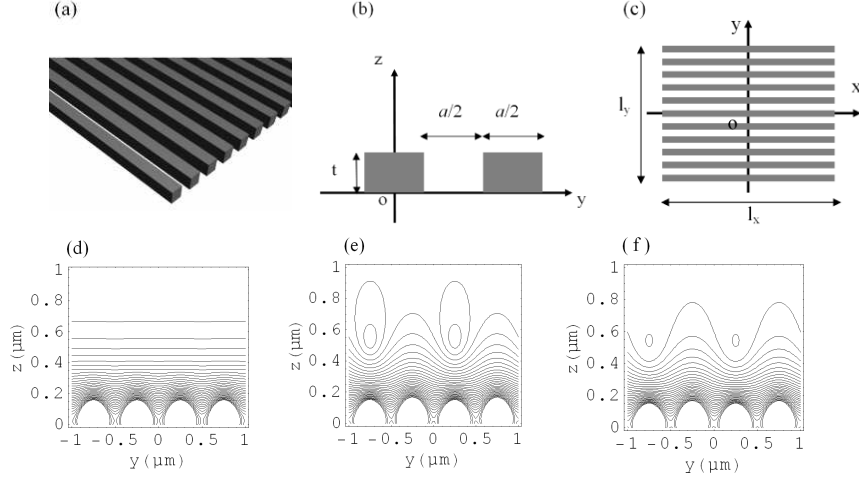 (a)
(b)
(c)
z
a/2
a/2
t
o
y
y
x
o
l_y
l_x
(d)
(e)
(f)
1
0.8
0.6
0.4
0.2
0
z(μm)
-1 -0.5 0 0.5 1
y(μm)
1
0.8
0.6
0.4
0.2
0
z(μm)
-1 -0.5 0 0.5 1
y(μm)
1
0.8
0.6
0.4
0.2
0
z(μm)
-1 -0.5 0 0.5 1
y(μm)